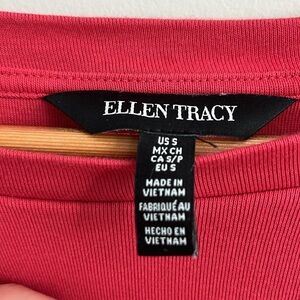 ELLEN TRACY
US S
MX CH
CA S/P
EU S
MADE IN
VIETNAM
FABRIQUÉ AU
VIETNAM
HECHO EN
VIETNAM